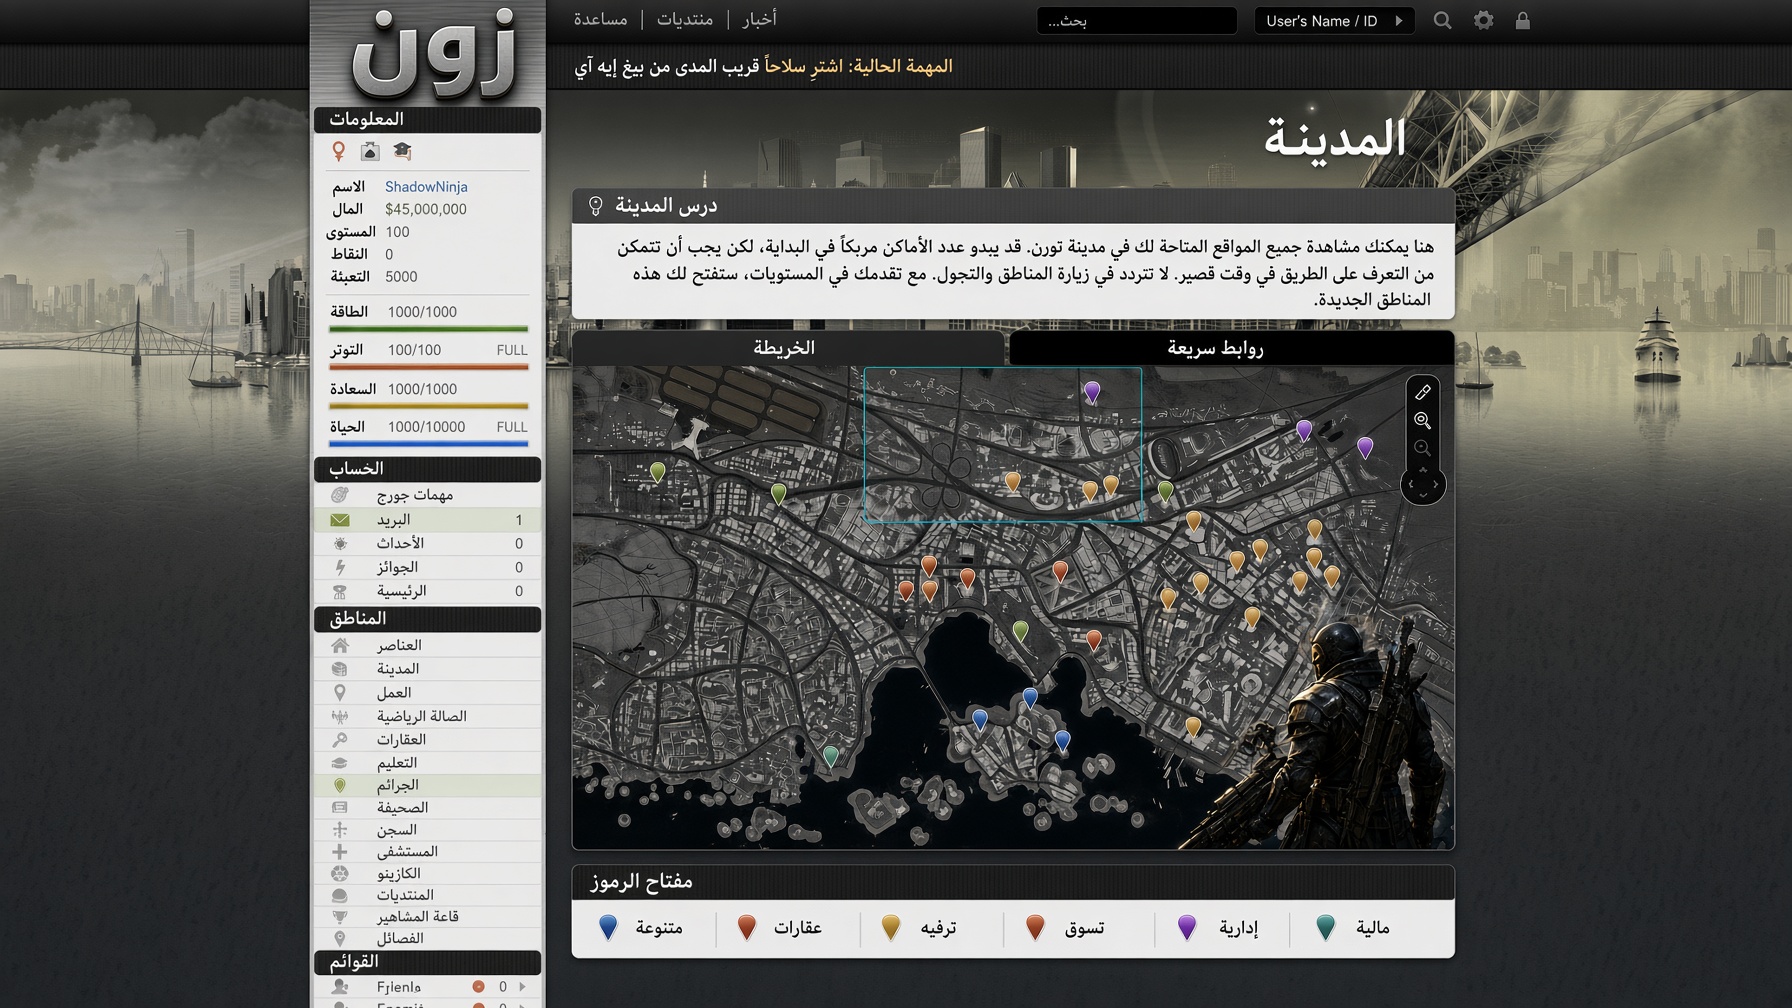 زون
أخبار | منتديات | مساعدة
بحث...
User's Name / ID
المهمة الحالية: اشترِ سلاحاً قريب المدى من بيغ إيه آي
المعلومات
الاسم ShadowNinja
المال $45,000,000
المستوى 100
النقاط 0
التعبئة 5000
الطاقة 1000/1000
التوتر 100/100 FULL
السعادة 1000/1000
الحياة 1000/10000 FULL
الخساب
مهمات جورج
البريد 1
الأحداث 0
الجوائز 0
الرئيسية 0
المناطق
العناصر
المدينة
العمل
الصالة الرياضية
العقارات
التعليم
الجرائم
الصحيفة
السجن
المستشفى
الكازينو
المنتديات
قاعة المشاهير
الفصائل
القوائم
0
المدينة
درس المدينة
هنا يمكنك مشاهدة جميع المواقع المتاحة لك في مدينة تورن. قد يبدو عدد الأماكن مربكاً في البداية، لكن يجب أن تتمكن
من التعرف على الطريق في وقت قصير. لا تتردد في زيارة المناطق والتجول. مع تقدمك في المستويات، ستفتح لك هذه
المناطق الجديدة.
روابط سريعة
الخريطة
مفتاح الرموز
مالية
إدارية
تسوق
ترفيه
عقارات
متنوعة